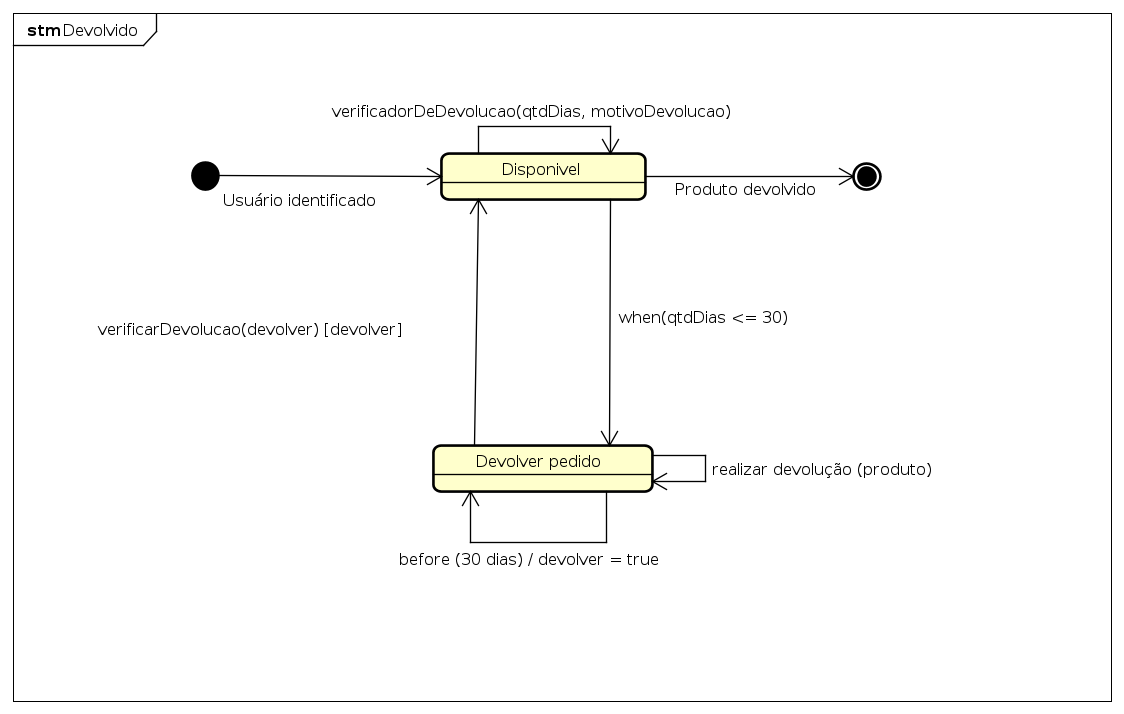 stm Devolvido
verificadorDeDevolucao(qtdDias, motivoDevolucao)
Disponivel
Usuário identificado
Produto devolvido
when(qtdDias <= 30)
verificarDevolucao(devolver) [devolver]
Devolver pedido
realizar devolução (produto)
before (30 dias) / devolver = true